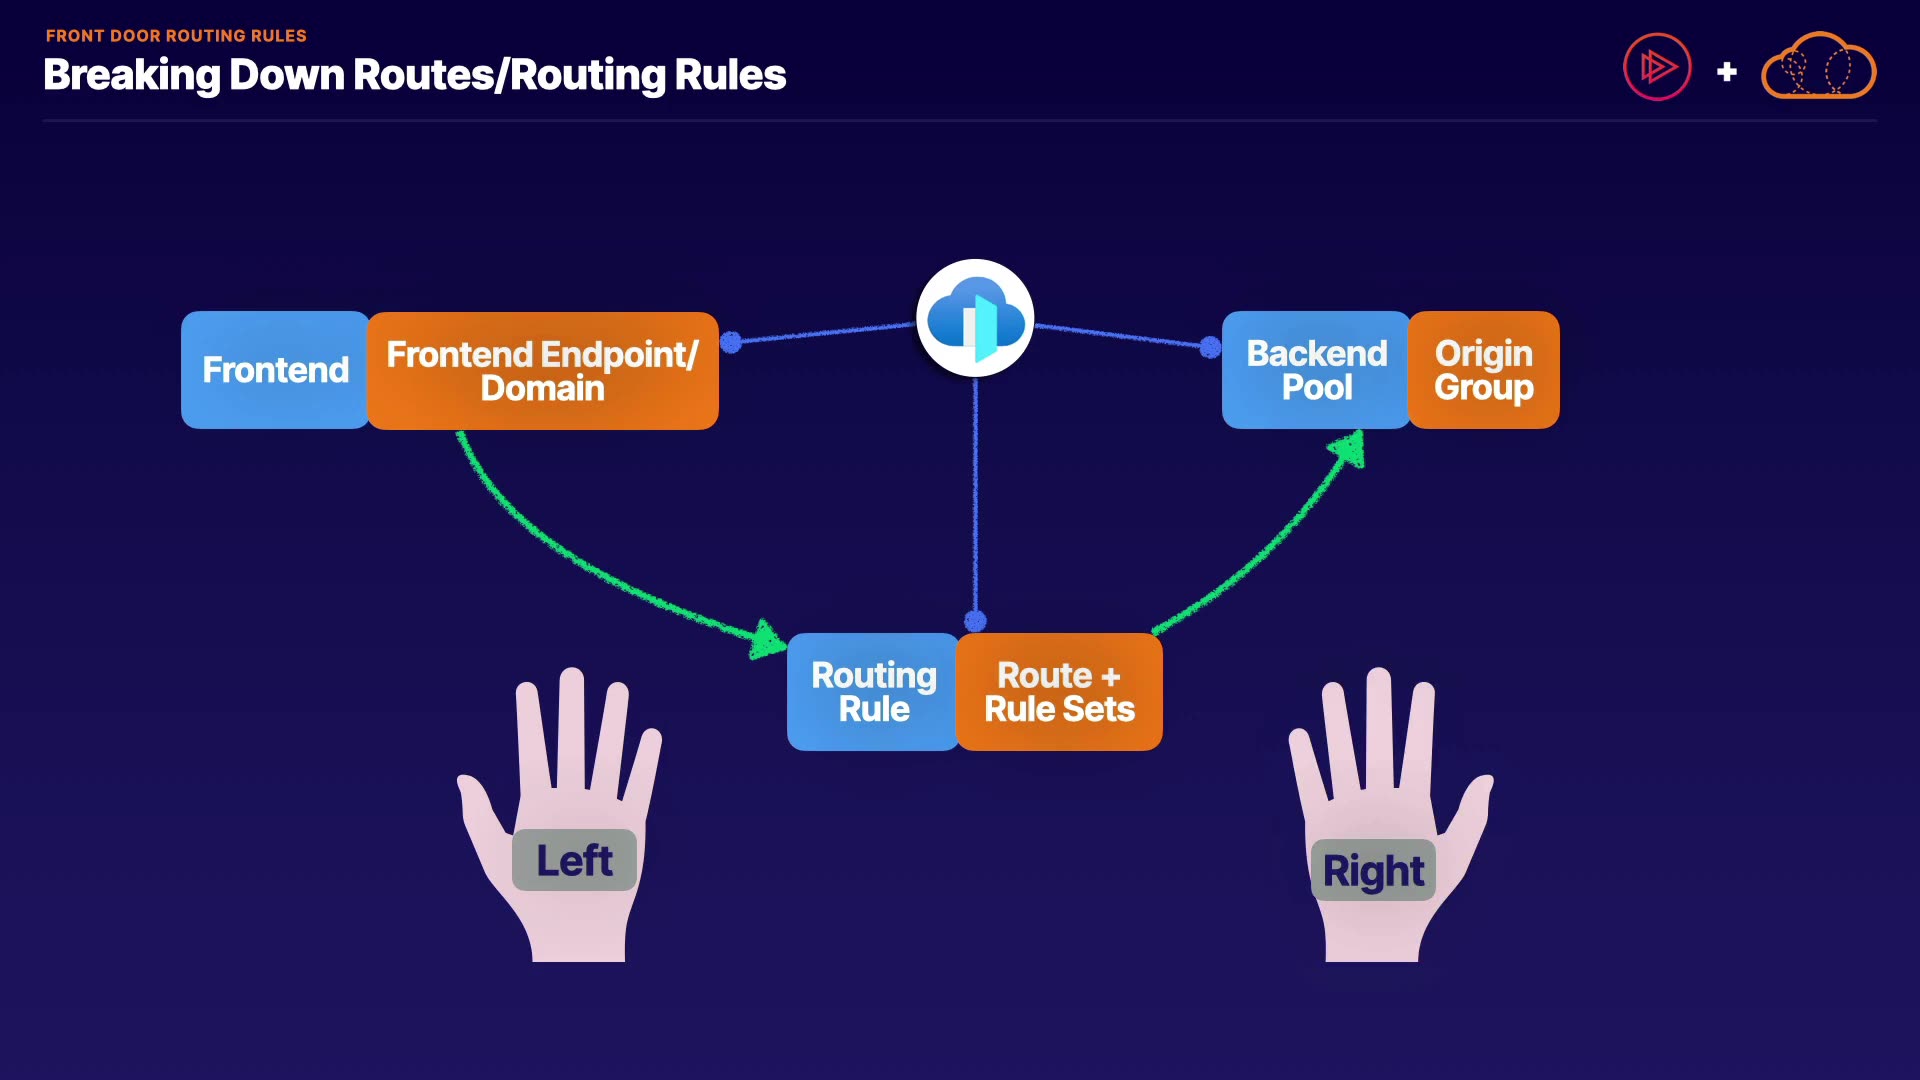 FRONT DOOR ROUTING RULES
Breaking Down Routes/Routing Rules
+
Frontend
Frontend Endpoint/
Domain
Backend
Pool
Origin
Group
Routing
Rule
Route +
Rule Sets
Left
Right